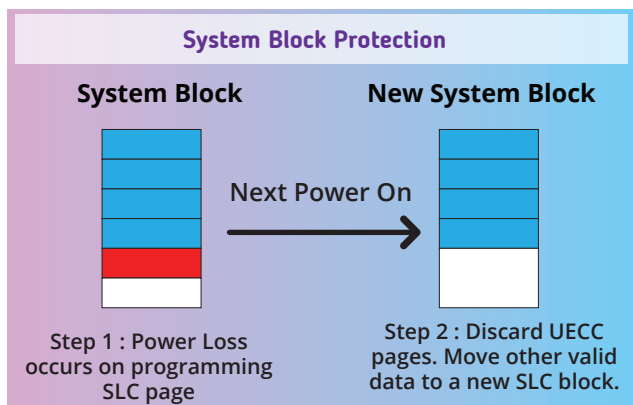 System Block Protection
System Block
New System Block
Next Power On
Step 1 : Power Loss
occurs on programming
SLC page
Step 2 : Discard UECC
pages. Move other valid
data to a new SLC block.